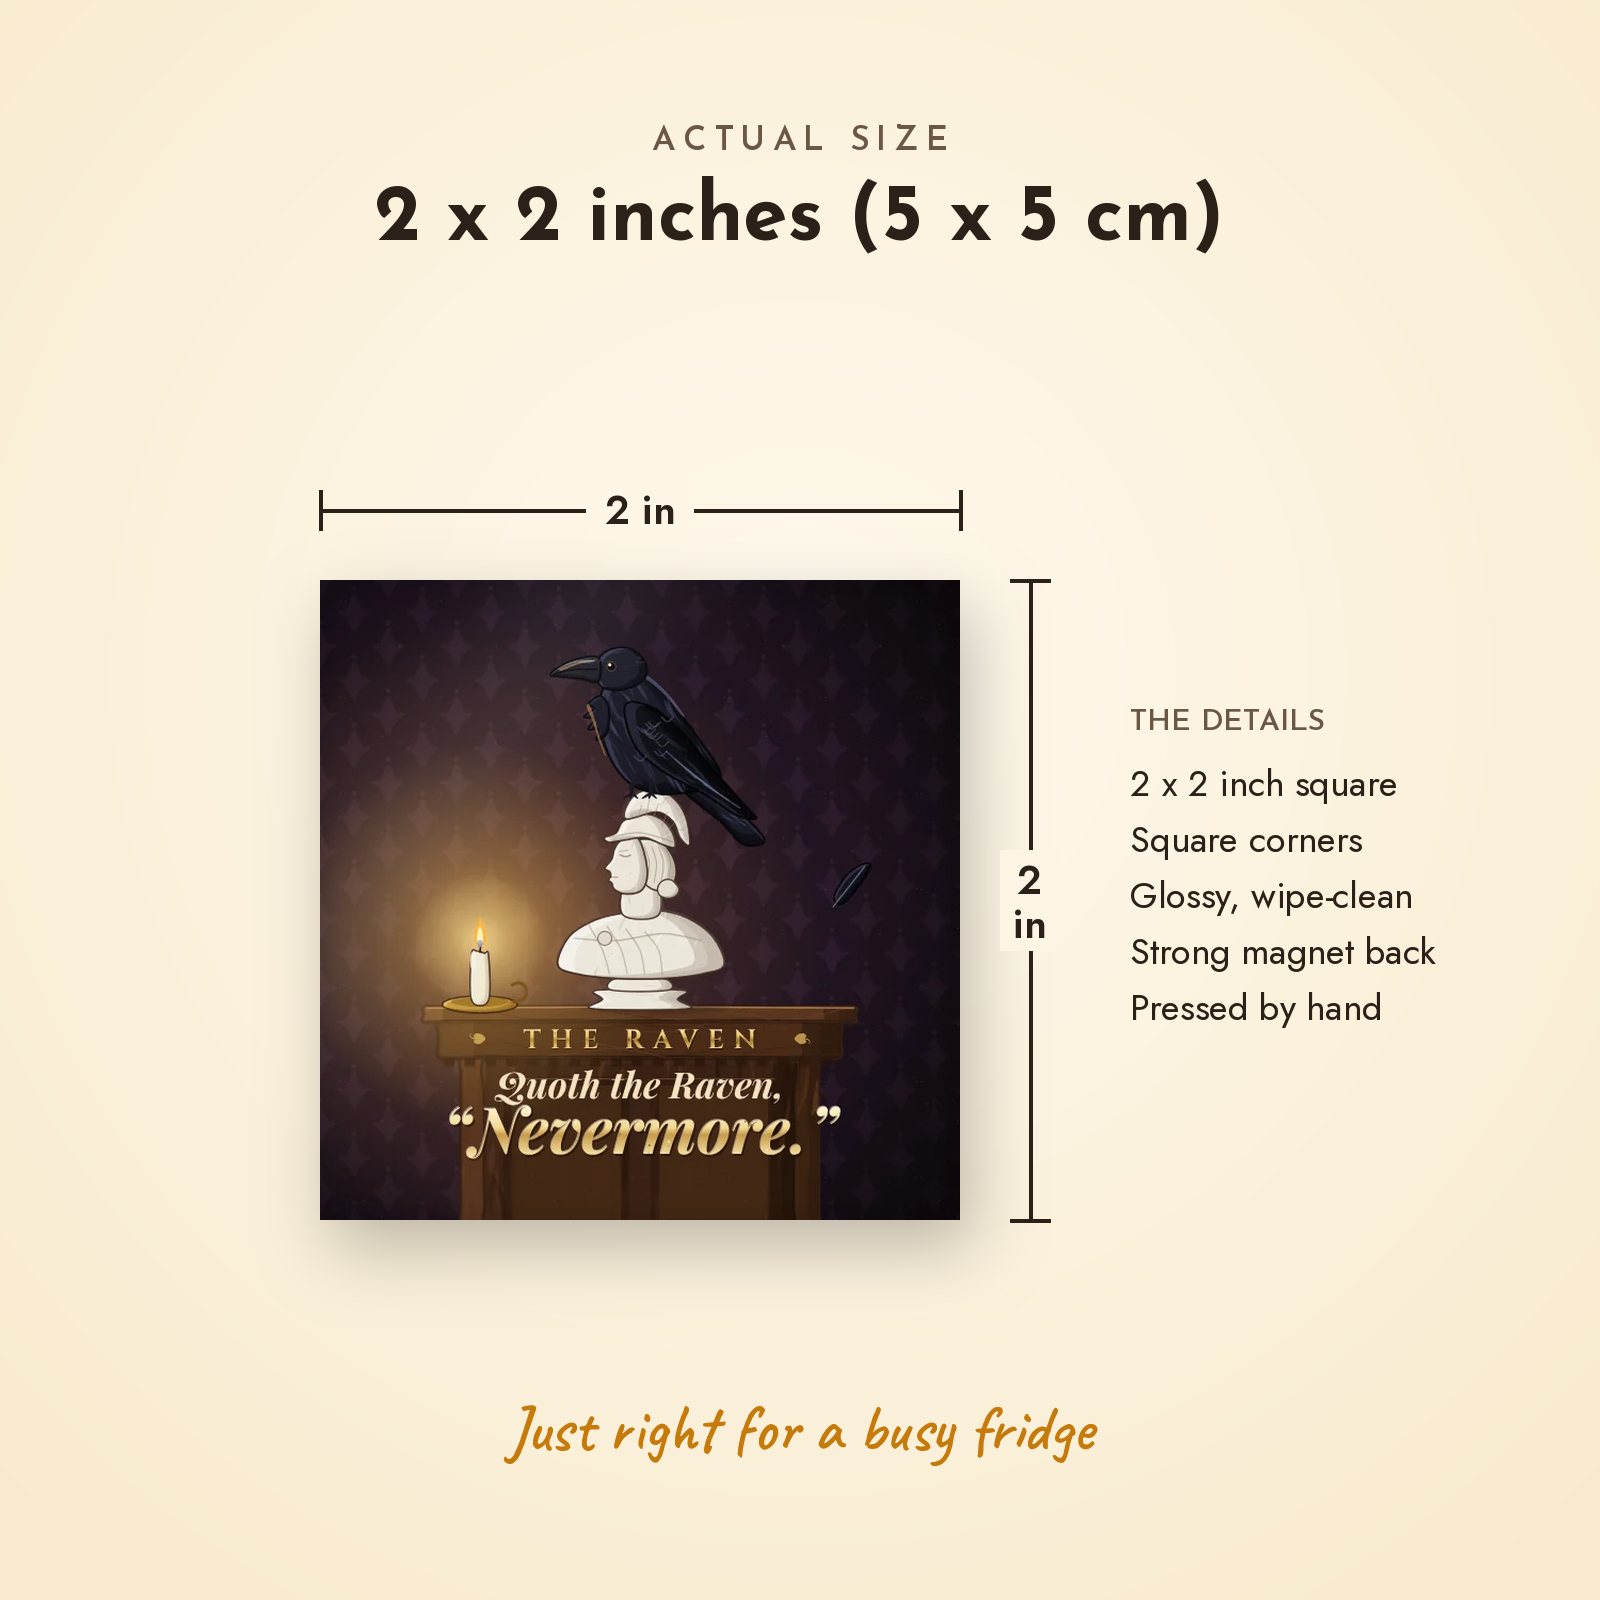 ACTUAL SIZE
2 x 2 inches (5 x 5 cm)
2 in
THE RAVEN
Quoth the Raven,
“Nevermore.”
2
in
THE DETAILS
2 x 2 inch square
Square corners
Glossy, wipe-clean
Strong magnet back
Pressed by hand
Just right for a busy fridge